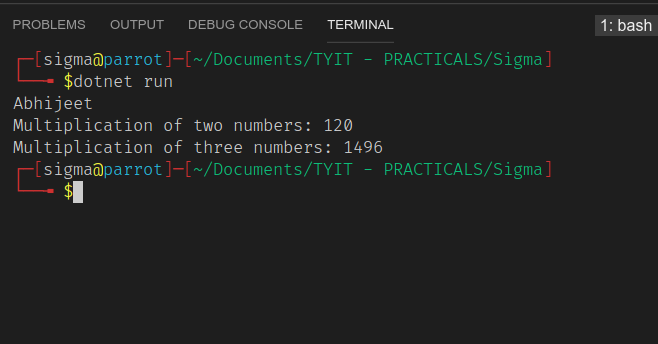 PROBLEMS OUTPUT DEBUG CONSOLE TERMINAL 1: bash
┌─[sigma@parrot]─[~/Documents/TYIT - PRACTICALS/Sigma]
└──╼ $dotnet run
Abhijeet
Multiplication of two numbers: 120
Multiplication of three numbers: 1496
┌─[sigma@parrot]─[~/Documents/TYIT - PRACTICALS/Sigma]
└──╼ $